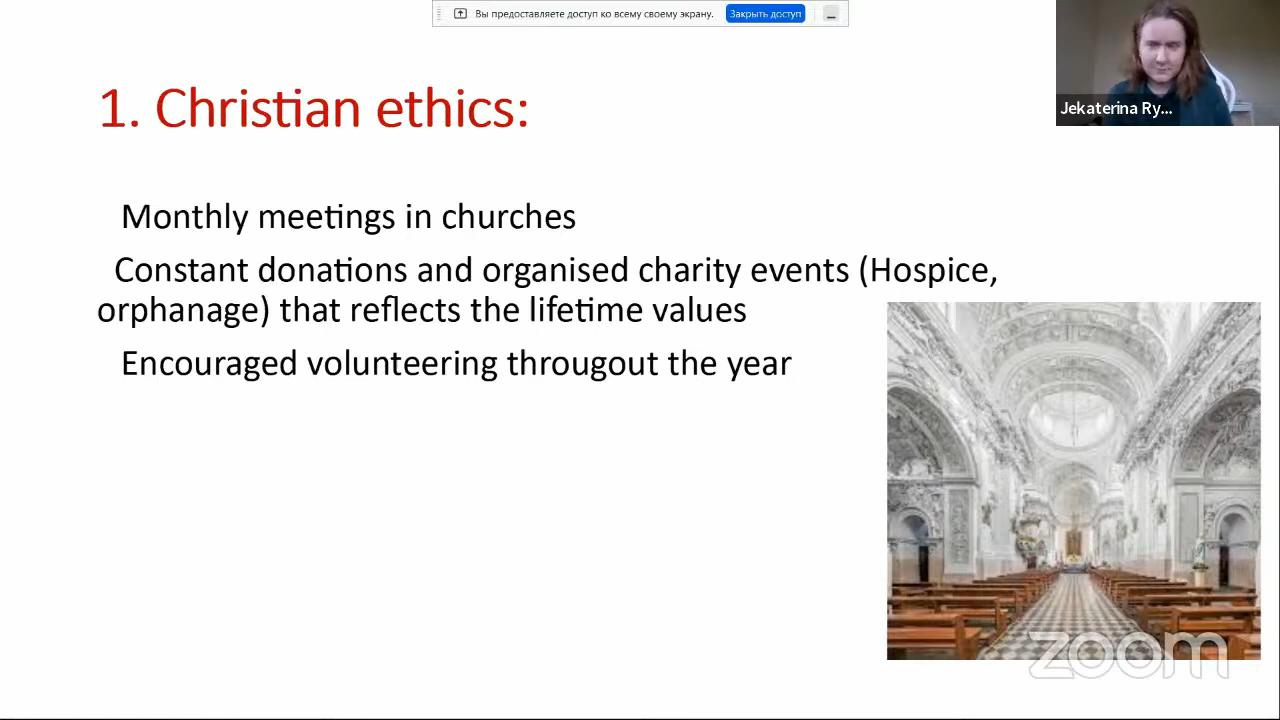 Вы предоставляете доступ ко всему своему экрану.
Закрыть доступ
Jekaterina Ry...
1. Christian ethics:
Monthly meetings in churches
Constant donations and organised charity events (Hospice,
orphanage) that reflects the lifetime values
Encouraged volunteering througout the year
zoom